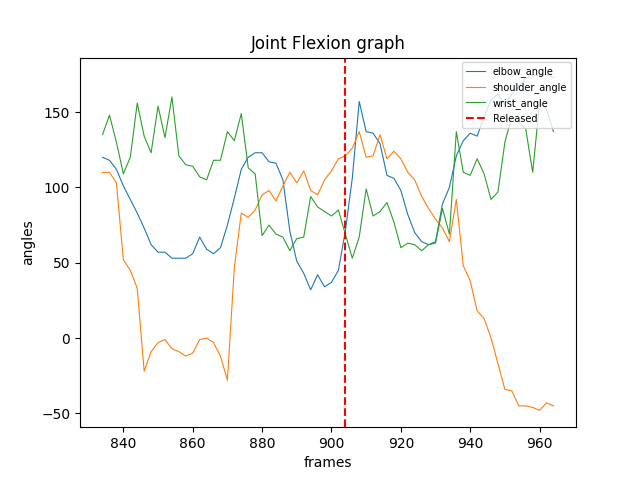 Joint Flexion graph
elbow_angle
shoulder_angle
wrist_angle
Released
angles
150
100
50
0
−50
840 860 880 900 920 940 960
frames